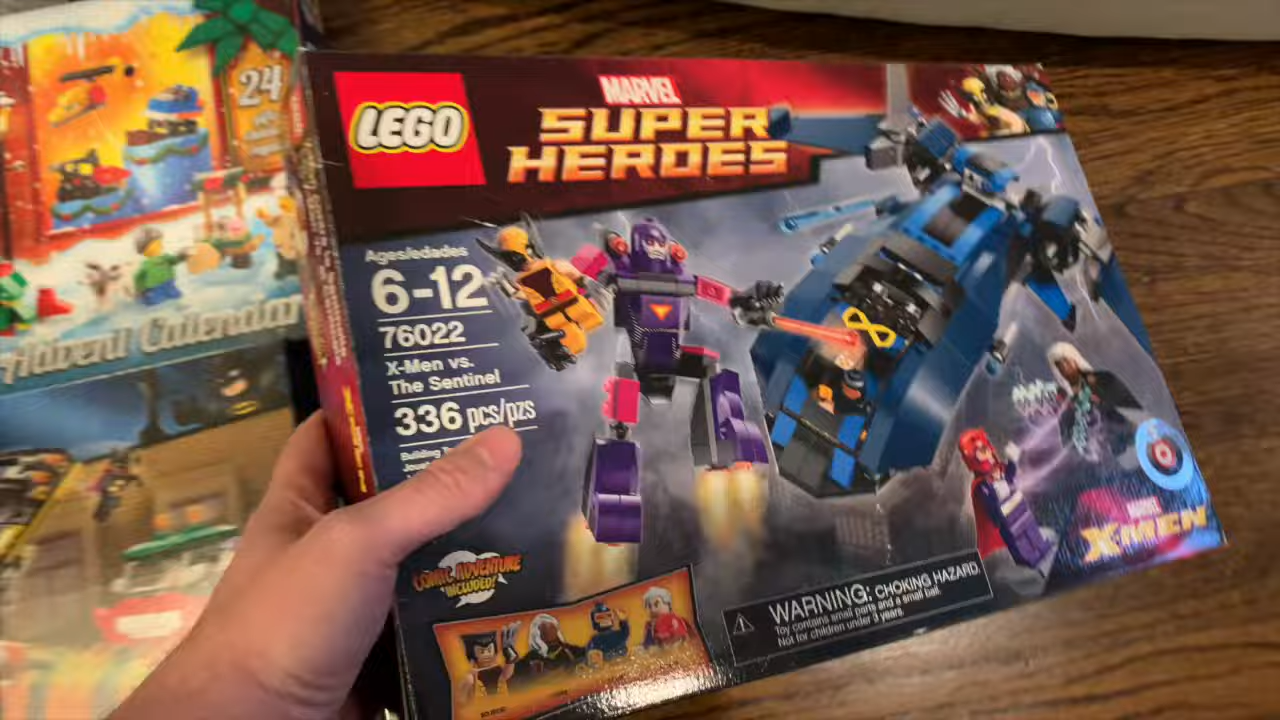 24
Advent Calendar
LEGO
MARVEL
SUPER
HEROES
Ages/edades
6-12
76022
X-Men vs.
The Sentinel
336 pcs/pzs
Building
COMIC ADVENTURE
INCLUDED!
WARNING: CHOKING HAZARD.
Toy contains small parts and a small ball.
Not for children under 3 years.
MARVEL
X-MEN